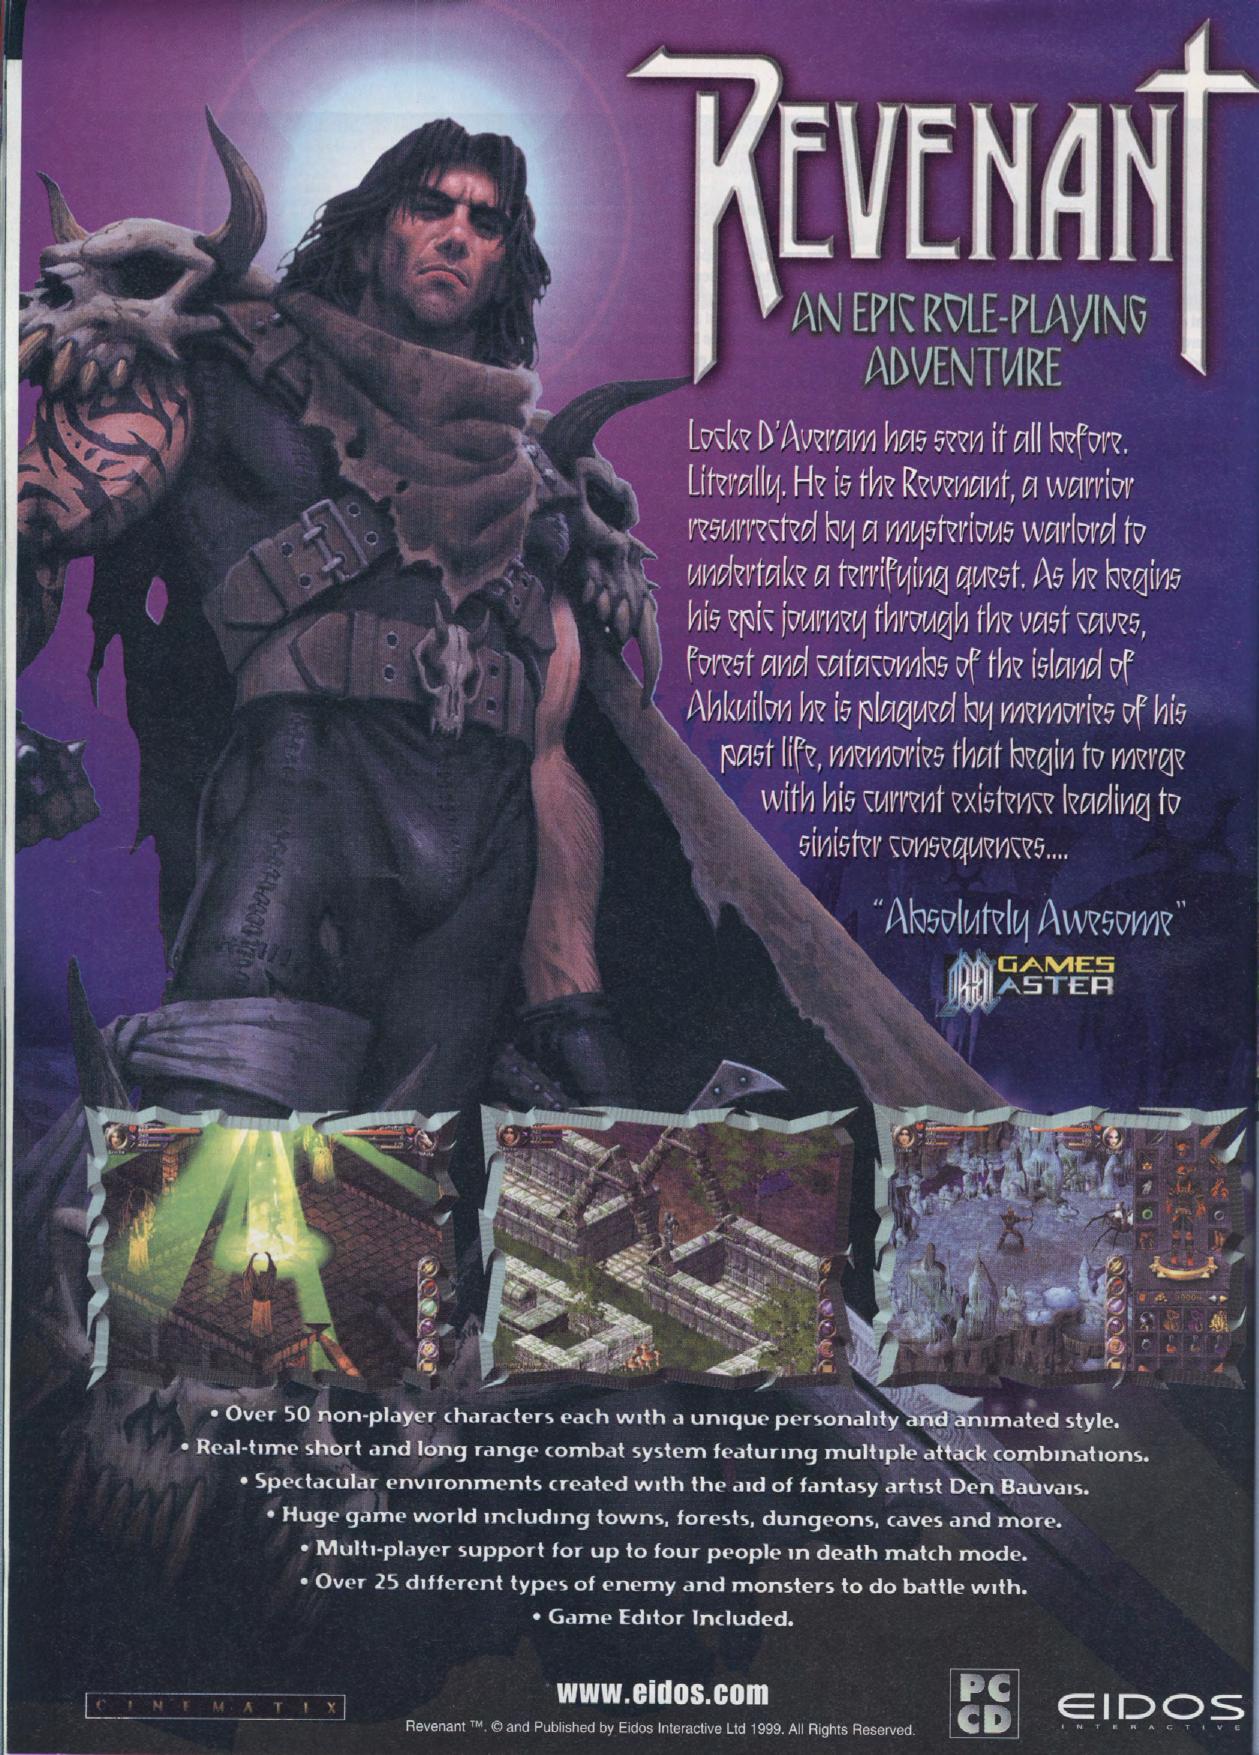 REVENANT
AN EPIC ROLE-PLAYING
ADVENTURE
Locke D'Averam has seen it all before.
Literally. He is the Revenant, a warrior
resurrected by a mysterious warlord to
undertake a terrifying quest. As he begins
his epic journey through the vast caves,
forest and catacombs of the island of
Ahkuilon he is plagued by memories of his
past life, memories that begin to merge
with his current existence leading to
sinister consequences....
"Absolutely Awesome"
GAMES
MASTER
• Over 50 non-player characters each with a unique personality and animated style.
• Real-time short and long range combat system featuring multiple attack combinations.
• Spectacular environments created with the aid of fantasy artist Den Bauvais.
• Huge game world including towns, forests, dungeons, caves and more.
• Multi-player support for up to four people in death match mode.
• Over 25 different types of enemy and monsters to do battle with.
• Game Editor Included.
CINEMATIX
www.eidos.com
Revenant ™. © and Published by Eidos Interactive Ltd 1999. All Rights Reserved.
PC
CD
EIDOS
INTERACTIVE